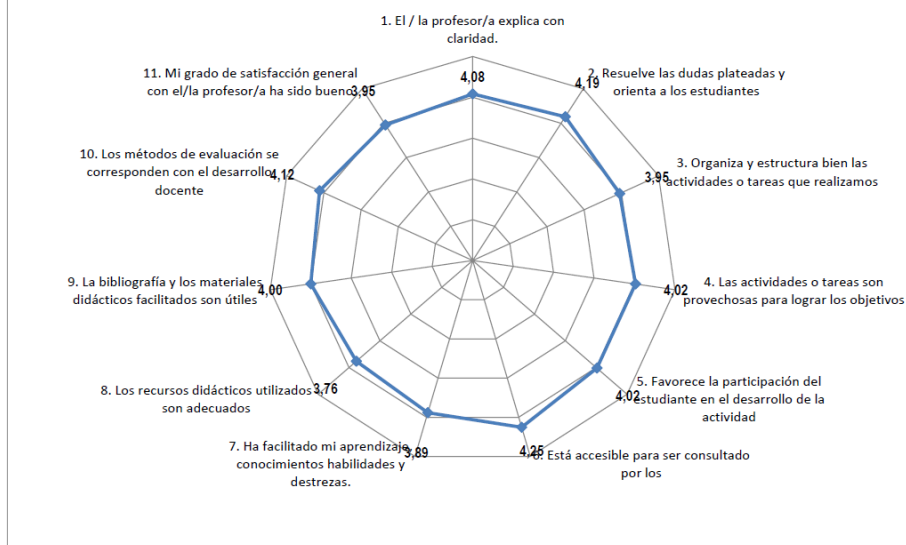 1. El / la profesor/a explica con
claridad.
4,08
2. Resuelve las dudas plateadas y
orienta a los estudiantes
4,19
3. Organiza y estructura bien las
actividades o tareas que realizamos
3,95
4. Las actividades o tareas son
provechosas para lograr los objetivos
4,02
5. Favorece la participación del
estudiante en el desarrollo de la
actividad
4,02
6. Está accesible para ser consultado
por los
4,25
7. Ha facilitado mi aprendizaje
conocimientos habilidades y
destrezas.
3,89
8. Los recursos didácticos utilizados
son adecuados
3,76
9. La bibliografía y los materiales
didácticos facilitados son útiles
4,00
10. Los métodos de evaluación se
corresponden con el desarrollo
docente
4,12
11. Mi grado de satisfacción general
con el/la profesor/a ha sido bueno
3,95